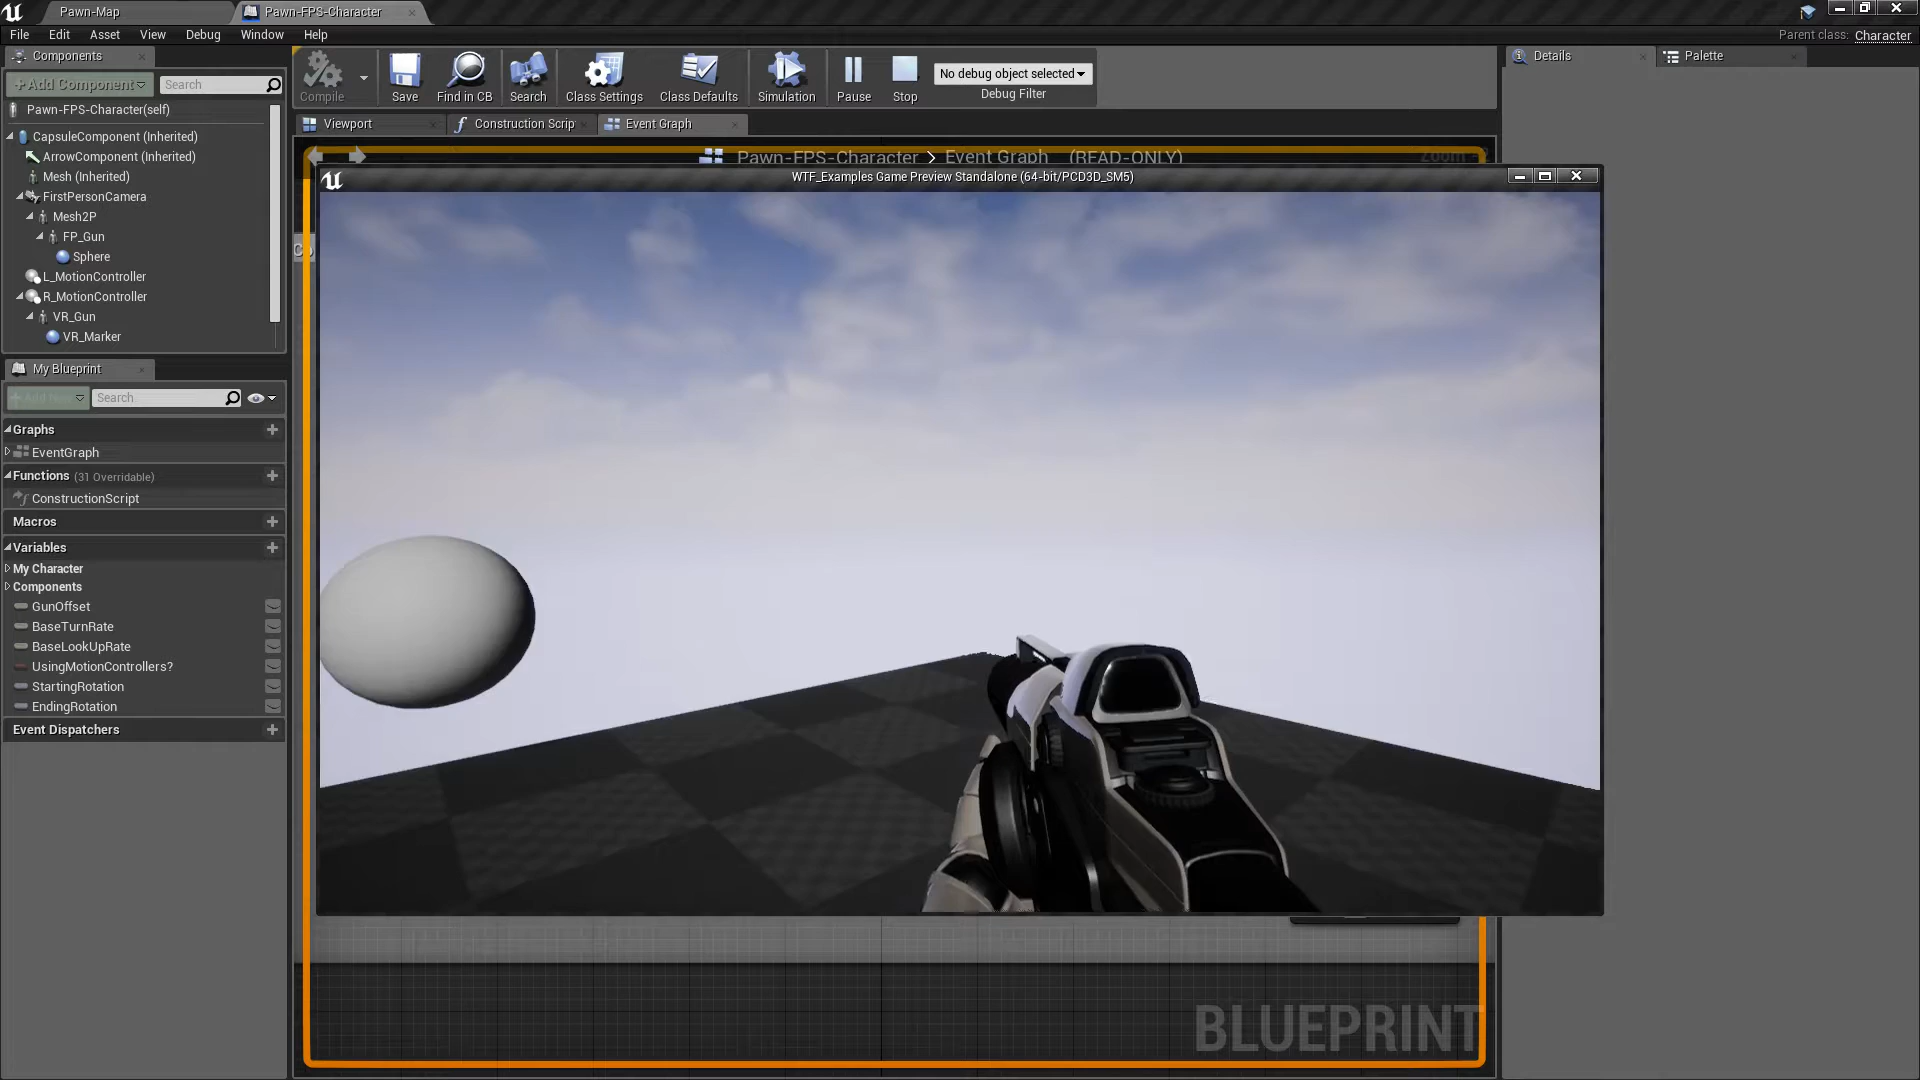 Pawn-Map
Pawn-FPS-Character
File Edit Asset View Debug Window Help
Parent class: Character
Components
Add Component
Search
Pawn-FPS-Character(self)
CapsuleComponent (Inherited)
ArrowComponent (Inherited)
Mesh (Inherited)
FirstPersonCamera
Mesh2P
FP_Gun
Sphere
L_MotionController
R_MotionController
VR_Gun
VR_Marker
My Blueprint
Search
Graphs
EventGraph
Functions (31 Overridable)
ConstructionScript
Macros
Variables
My Character
Components
GunOffset
BaseTurnRate
BaseLookUpRate
UsingMotionControllers?
StartingRotation
EndingRotation
Event Dispatchers
Compile
Save
Find in CB
Search
Class Settings
Class Defaults
Simulation
Pause
Stop
No debug object selected
Debug Filter
Viewport
Construction Scrip
Event Graph
Pawn-FPS-Character > Event Graph (READ-ONLY)
WTF_Examples Game Preview Standalone (64-bit/PCD3D_SM5)
BLUEPRINT
Details
Palette